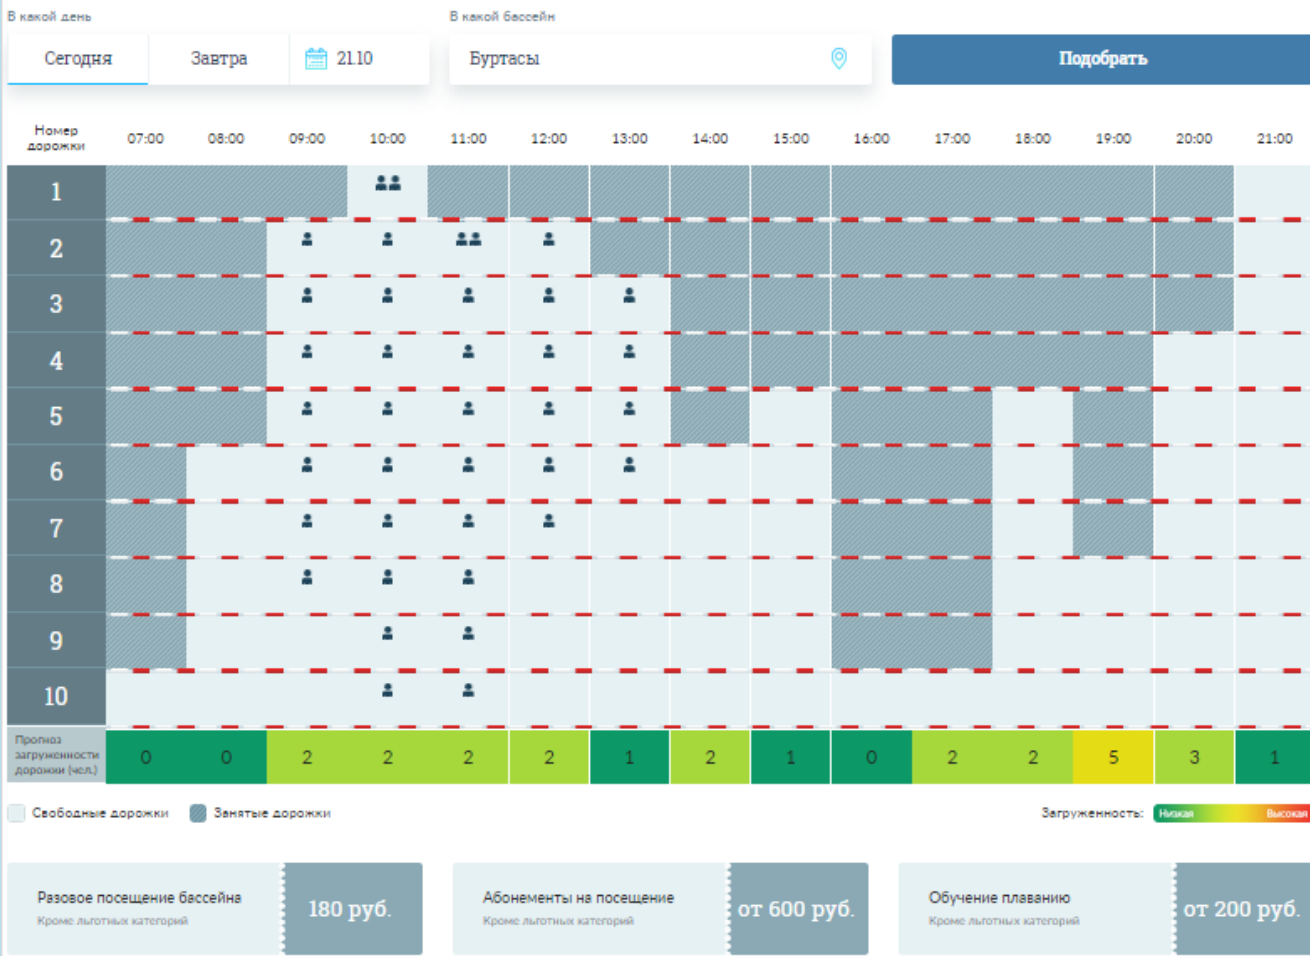 В какой день
В какой бассейн
Сегодня
Завтра
21.10
Буртасы
Подобрать
Номер дорожки
07:00 08:00 09:00 10:00 11:00 12:00 13:00 14:00 15:00 16:00 17:00 18:00 19:00 20:00 21:00
1
2
3
4
5
6
7
8
9
10
Прогноз
загруженности
дорожки (чел.)
0 0 2 2 2 2 1 2 1 0 2 2 5 3 1
Свободные дорожки
Занятые дорожки
Загруженность:
Низкая
Высокая
Разовое посещение бассейна
Кроме льготных категорий
180 руб.
Абонементы на посещение
Кроме льготных категорий
от 600 руб.
Обучение плаванию
Кроме льготных категорий
от 200 руб.